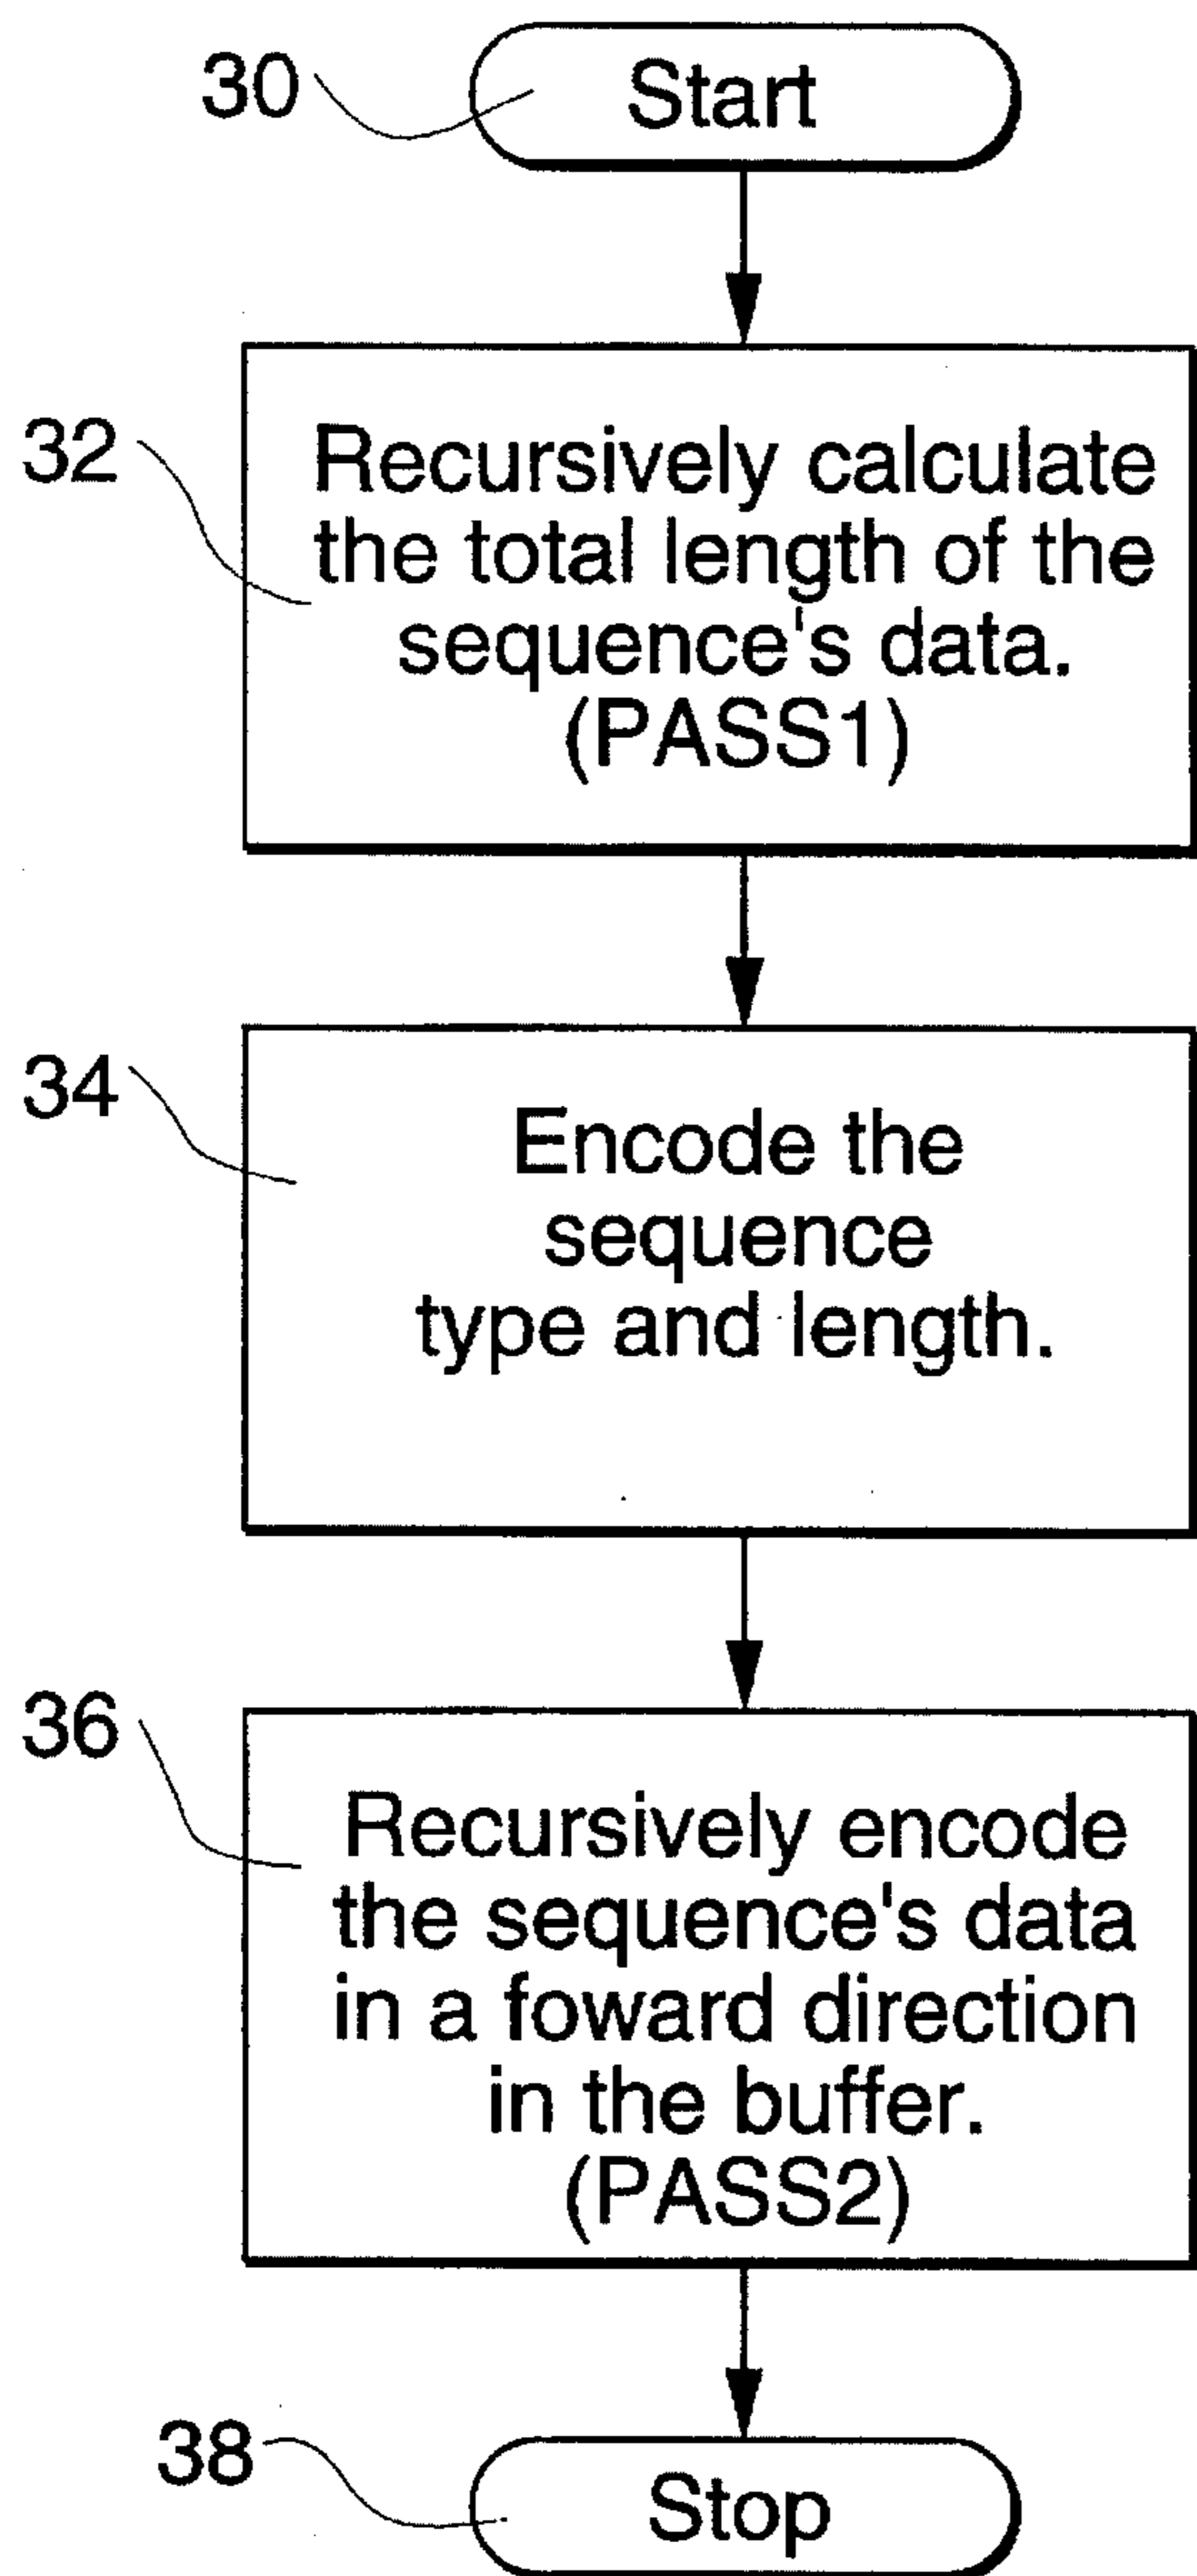 30
Start
32
Recursively calculate
the total length of the
sequence's data.
(PASS1)
34
Encode the
sequence
type and length.
36
Recursively encode
the sequence's data
in a foward direction
in the buffer.
(PASS2)
38
Stop